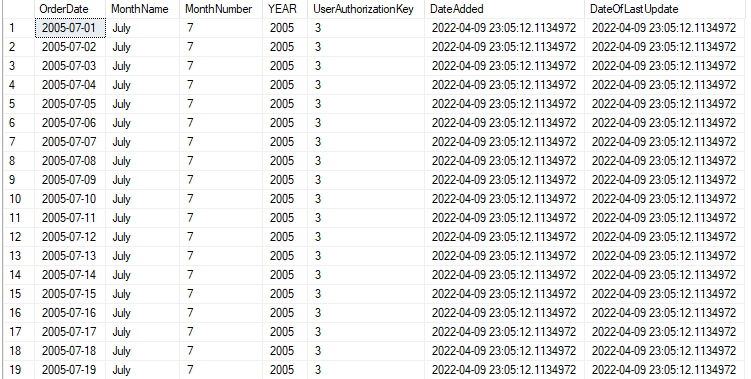 OrderDate MonthName MonthNumber YEAR UserAuthorizationKey DateAdded DateOfLastUpdate
1 2005-07-01 July 7 2005 3 2022-04-09 23:05:12.1134972 2022-04-09 23:05:12.1134972
2 2005-07-02 July 7 2005 3 2022-04-09 23:05:12.1134972 2022-04-09 23:05:12.1134972
3 2005-07-03 July 7 2005 3 2022-04-09 23:05:12.1134972 2022-04-09 23:05:12.1134972
4 2005-07-04 July 7 2005 3 2022-04-09 23:05:12.1134972 2022-04-09 23:05:12.1134972
5 2005-07-05 July 7 2005 3 2022-04-09 23:05:12.1134972 2022-04-09 23:05:12.1134972
6 2005-07-06 July 7 2005 3 2022-04-09 23:05:12.1134972 2022-04-09 23:05:12.1134972
7 2005-07-07 July 7 2005 3 2022-04-09 23:05:12.1134972 2022-04-09 23:05:12.1134972
8 2005-07-08 July 7 2005 3 2022-04-09 23:05:12.1134972 2022-04-09 23:05:12.1134972
9 2005-07-09 July 7 2005 3 2022-04-09 23:05:12.1134972 2022-04-09 23:05:12.1134972
10 2005-07-10 July 7 2005 3 2022-04-09 23:05:12.1134972 2022-04-09 23:05:12.1134972
11 2005-07-11 July 7 2005 3 2022-04-09 23:05:12.1134972 2022-04-09 23:05:12.1134972
12 2005-07-12 July 7 2005 3 2022-04-09 23:05:12.1134972 2022-04-09 23:05:12.1134972
13 2005-07-13 July 7 2005 3 2022-04-09 23:05:12.1134972 2022-04-09 23:05:12.1134972
14 2005-07-14 July 7 2005 3 2022-04-09 23:05:12.1134972 2022-04-09 23:05:12.1134972
15 2005-07-15 July 7 2005 3 2022-04-09 23:05:12.1134972 2022-04-09 23:05:12.1134972
16 2005-07-16 July 7 2005 3 2022-04-09 23:05:12.1134972 2022-04-09 23:05:12.1134972
17 2005-07-17 July 7 2005 3 2022-04-09 23:05:12.1134972 2022-04-09 23:05:12.1134972
18 2005-07-18 July 7 2005 3 2022-04-09 23:05:12.1134972 2022-04-09 23:05:12.1134972
19 2005-07-19 July 7 2005 3 2022-04-09 23:05:12.1134972 2022-04-09 23:05:12.1134972